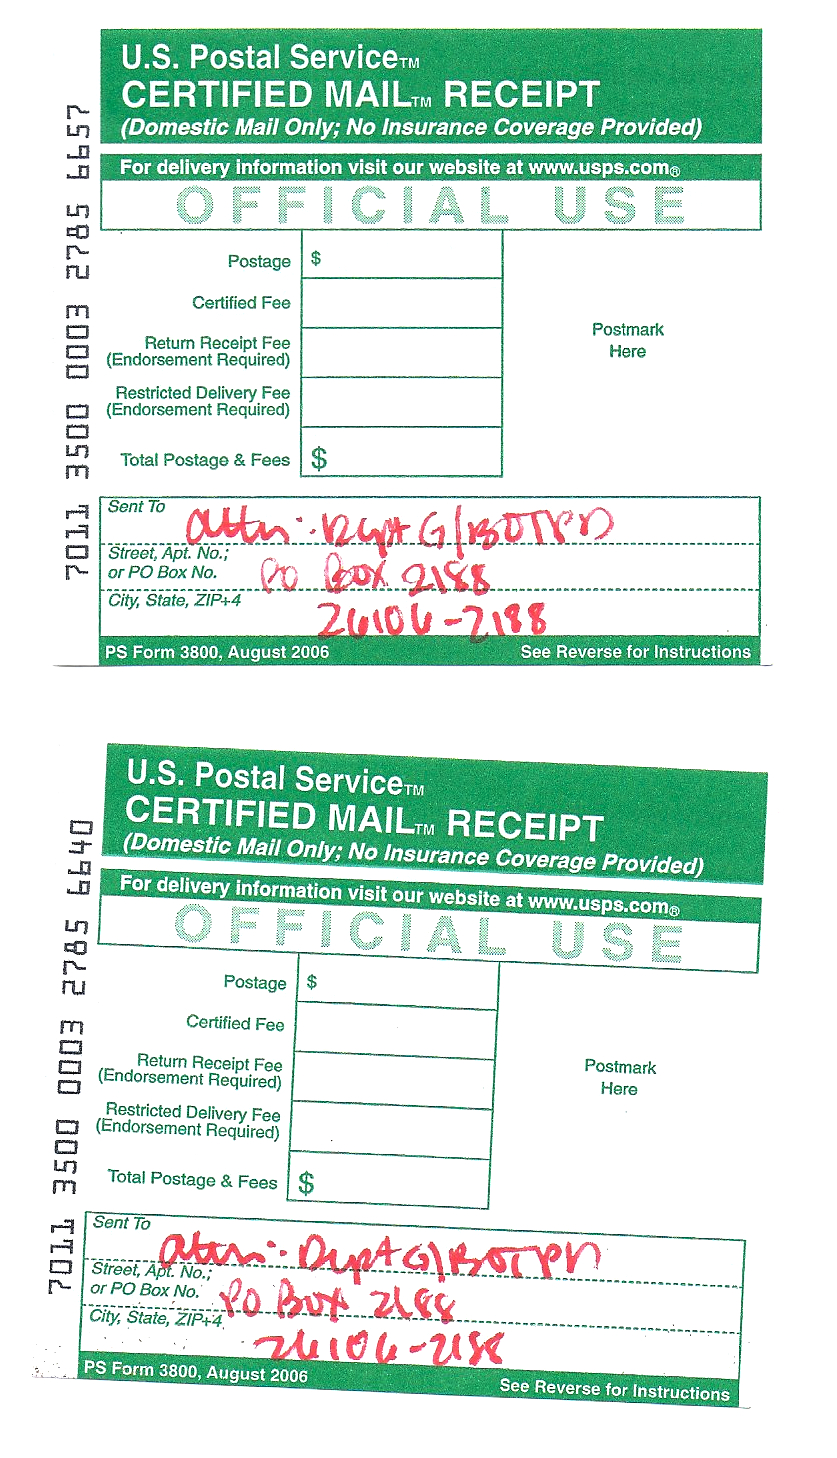 U.S. Postal Service™
CERTIFIED MAIL™ RECEIPT
(Domestic Mail Only; No Insurance Coverage Provided)
For delivery information visit our website at www.usps.com®
OFFICIAL USE
7011 3500 0003 2785 6657
Postage $
Certified Fee
Return Receipt Fee
(Endorsement Required)
Restricted Delivery Fee
(Endorsement Required)
Total Postage & Fees $
Postmark
Here
Sent To
Attn: Dept G/BOTPD
Street, Apt. No.;
or PO Box No. PO Box 2188
City, State, ZIP+4
26106-2188
PS Form 3800, August 2006 See Reverse for Instructions
U.S. Postal Service™
CERTIFIED MAIL™ RECEIPT
(Domestic Mail Only; No Insurance Coverage Provided)
For delivery information visit our website at www.usps.com®
OFFICIAL USE
7011 3500 0003 2785 6640
Postage $
Certified Fee
Return Receipt Fee
(Endorsement Required)
Restricted Delivery Fee
(Endorsement Required)
Total Postage & Fees $
Postmark
Here
Sent To
Attn: Dept G/BOTPD
Street, Apt. No.;
or PO Box No. PO Box 2188
City, State, ZIP+4
26106-2188
PS Form 3800, August 2006 See Reverse for Instructions